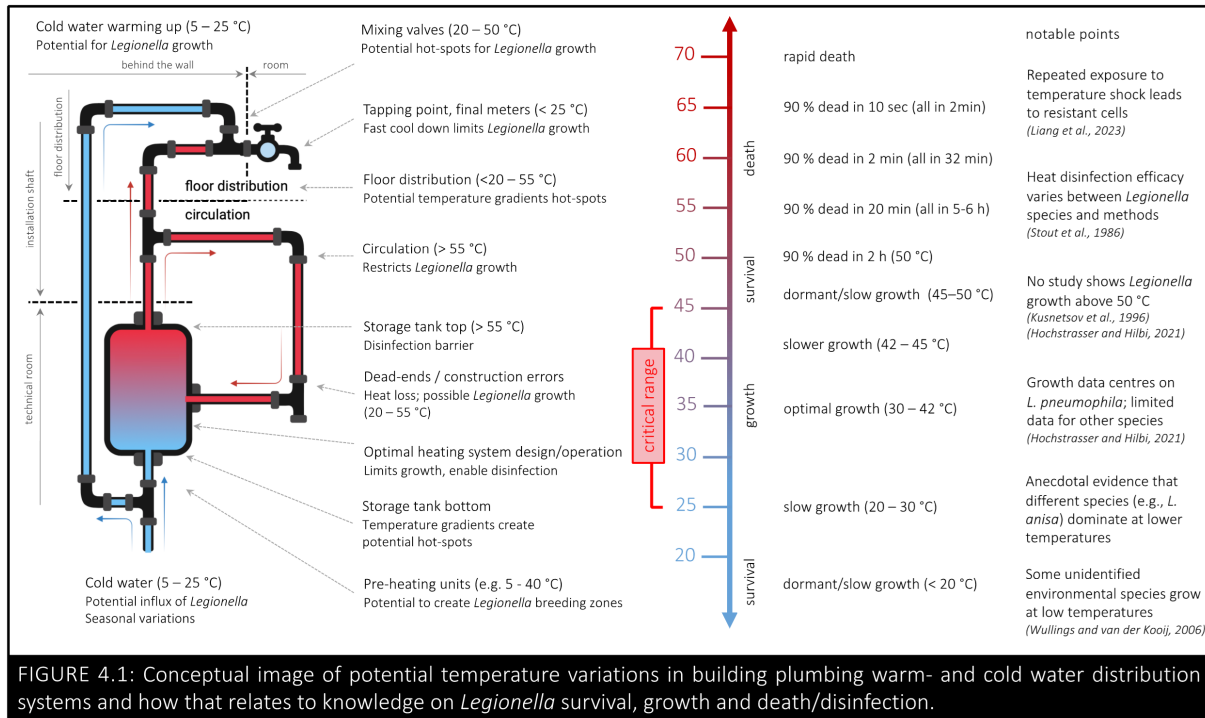 Cold water warming up (5 – 25 °C)
Potential for Legionella growth
behind the wall
room
floor distribution
installation shaft
technical room
floor distribution
circulation
Cold water (5 – 25 °C)
Potential influx of Legionella
Seasonal variations
Mixing valves (20 – 50 °C)
Potential hot-spots for Legionella growth
Tapping point, final meters (< 25 °C)
Fast cool down limits Legionella growth
Floor distribution (<20 – 55 °C)
Potential temperature gradients hot-spots
Circulation (> 55 °C)
Restricts Legionella growth
Storage tank top (> 55 °C)
Disinfection barrier
Dead-ends / construction errors
Heat loss; possible Legionella growth
(20 – 55 °C)
Optimal heating system design/operation
Limits growth, enable disinfection
Storage tank bottom
Temperature gradients create
potential hot-spots
Pre-heating units (e.g. 5 - 40 °C)
Potential to create Legionella breeding zones
critical range
70
65
60
55
50
45
40
35
30
25
20
death
survival
growth
survival
rapid death
90 % dead in 10 sec (all in 2min)
90 % dead in 2 min (all in 32 min)
90 % dead in 20 min (all in 5-6 h)
90 % dead in 2 h (50 °C)
dormant/slow growth (45–50 °C)
slower growth (42 – 45 °C)
optimal growth (30 – 42 °C)
slow growth (20 – 30 °C)
dormant/slow growth (< 20 °C)
notable points
Repeated exposure to
temperature shock leads
to resistant cells
(Liang et al., 2023)
Heat disinfection efficacy
varies between Legionella
species and methods
(Stout et al., 1986)
No study shows Legionella
growth above 50 °C
(Kusnetsov et al., 1996)
(Hochstrasser and Hilbi, 2021)
Growth data centres on
L. pneumophila; limited
data for other species
(Hochstrasser and Hilbi, 2021)
Anecdotal evidence that
different species (e.g., L.
anisa) dominate at lower
temperatures
Some unidentified
environmental species grow
at low temperatures
(Wullings and van der Kooij, 2006)
FIGURE 4.1: Conceptual image of potential temperature variations in building plumbing warm- and cold water distribution
systems and how that relates to knowledge on Legionella survival, growth and death/disinfection.